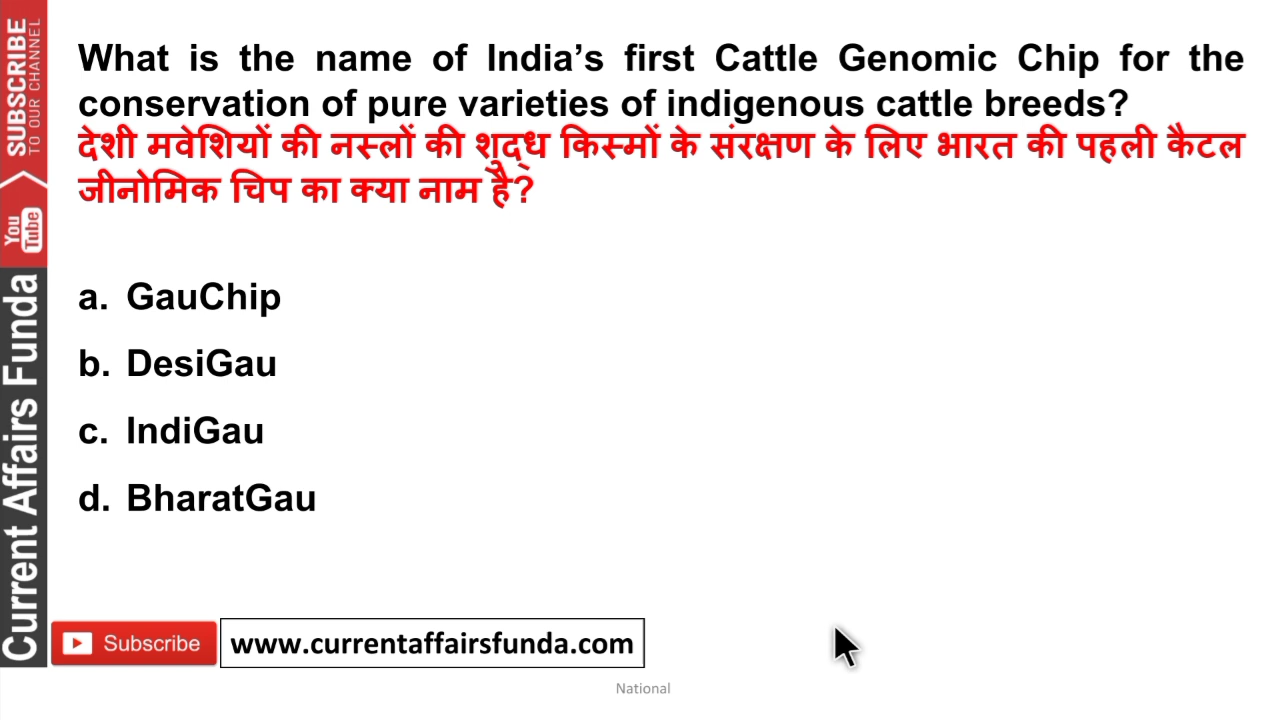 What is the name of India’s first Cattle Genomic Chip for the
conservation of pure varieties of indigenous cattle breeds?
देशी मवेशियों की नस्लों की शुद्ध किस्मों के संरक्षण के लिए भारत की पहली कैटल
जीनोमिक चिप का क्या नाम है?
a. GauChip
b. DesiGau
c. IndiGau
d. BharatGau
SUBSCRIBE
TO OUR CHANNEL
You
Tube
Current Affairs Funda
Subscribe
www.currentaffairsfunda.com
National